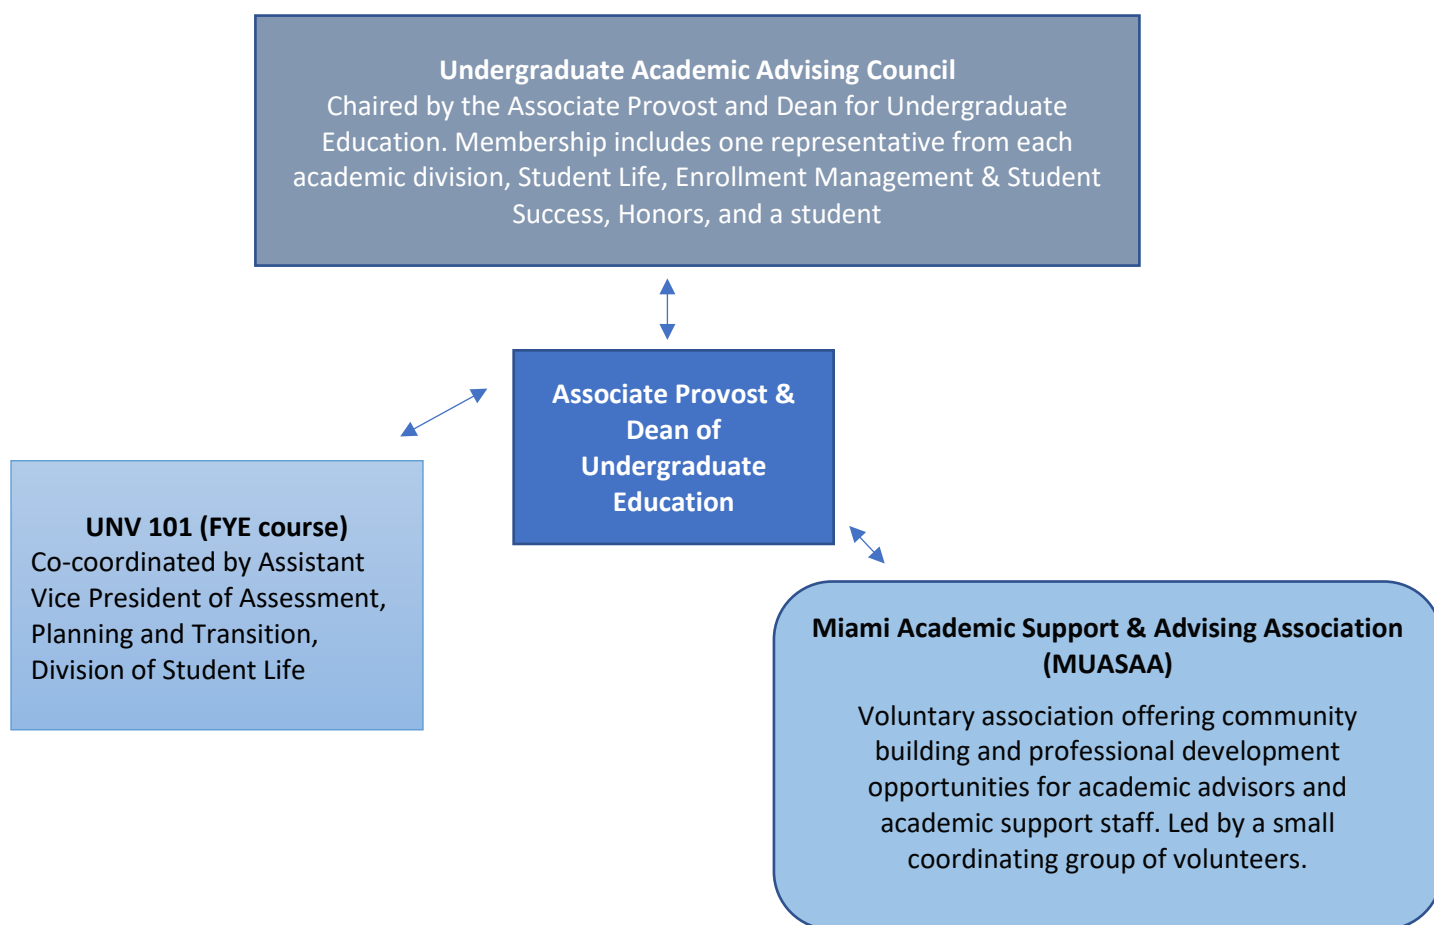 Undergraduate Academic Advising Council
Chaired by the Associate Provost and Dean for Undergraduate
Education. Membership includes one representative from each
academic division, Student Life, Enrollment Management & Student
Success, Honors, and a student
Associate Provost &
Dean of
Undergraduate
Education
UNV 101 (FYE course)
Co-coordinated by Assistant
Vice President of Assessment,
Planning and Transition,
Division of Student Life
Miami Academic Support & Advising Association
(MUASAA)
Voluntary association offering community
building and professional development
opportunities for academic advisors and
academic support staff. Led by a small
coordinating group of volunteers.